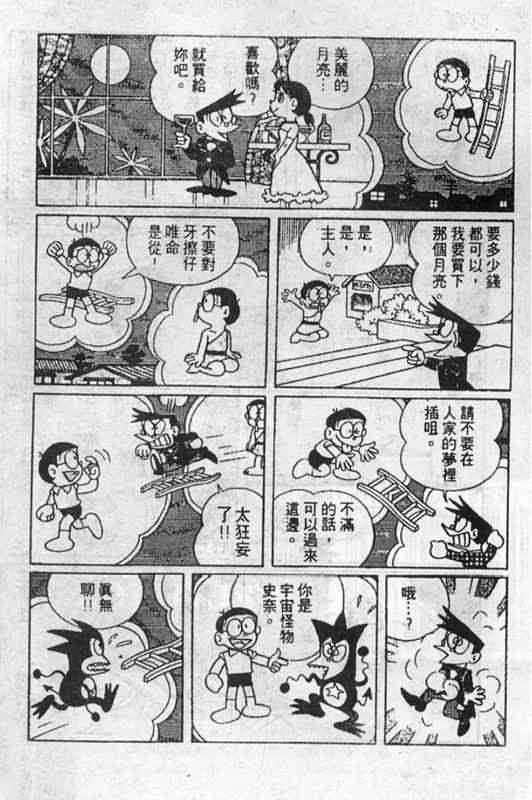 美麗的
月亮…
喜歡嗎？
就買給
妳吧。
要多少錢
都可以，
我要買下
那個月亮。
是，
是，
主人。
不要對
牙擦仔
唯命
是從！
請不要在
人家的夢裡
插咀。
不滿
的話，
可以過來
這邊。
太狂妄
了!!
哦…？
你是
宇宙怪物
史奈。
眞無
聊!!